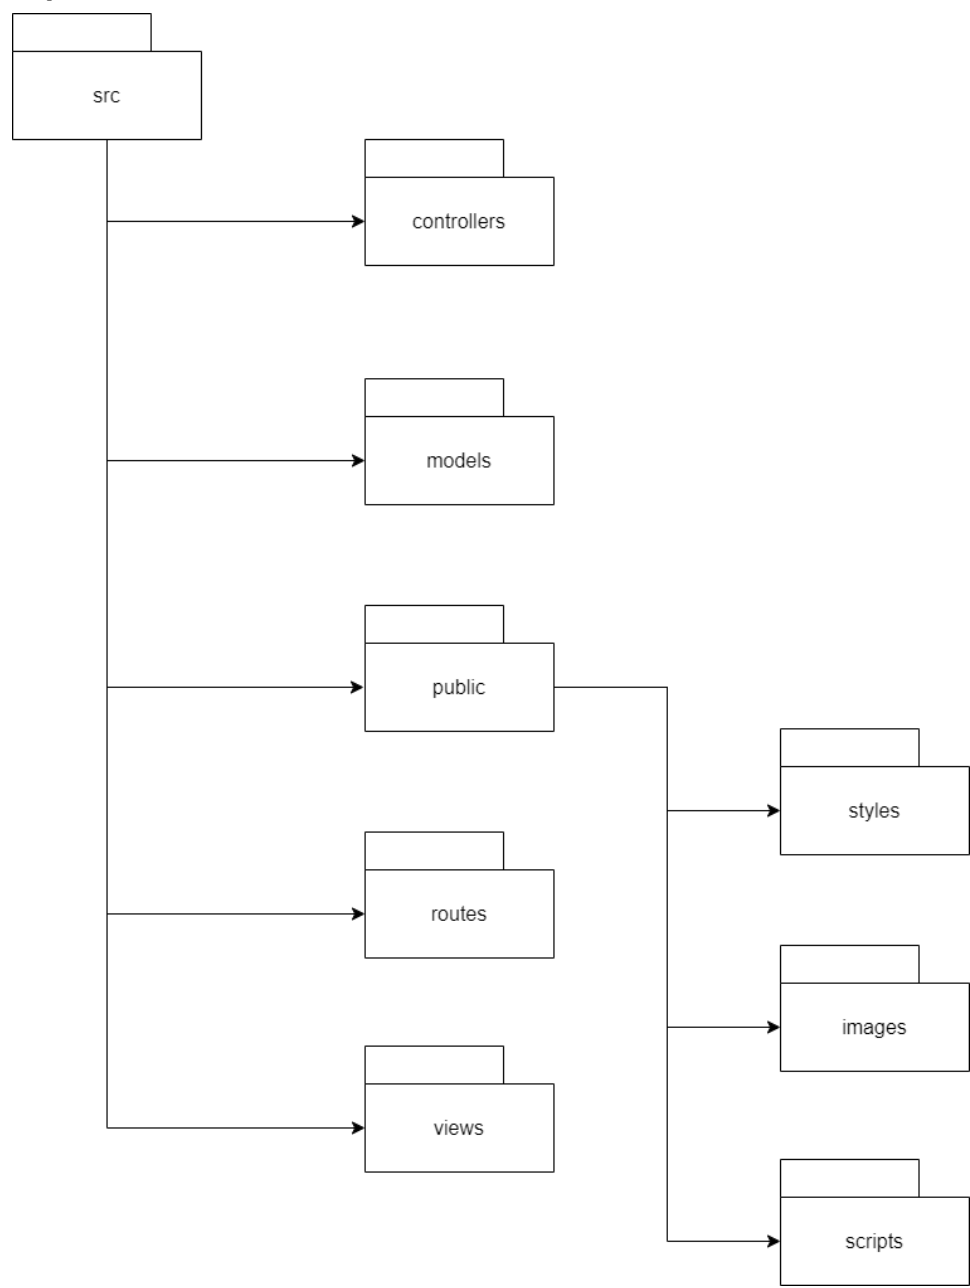 src
controllers
models
public
styles
routes
images
views
scripts